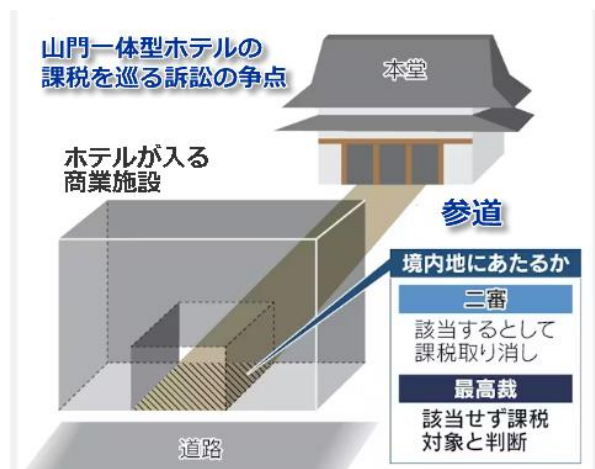 山門一体型ホテルの
課税を巡る訴訟の争点
本堂
ホテルが入る
商業施設
参道
境内地にあたるか
二審
該当するとして
課税取り消し
最高裁
該当せず課税
対象と判断
道路